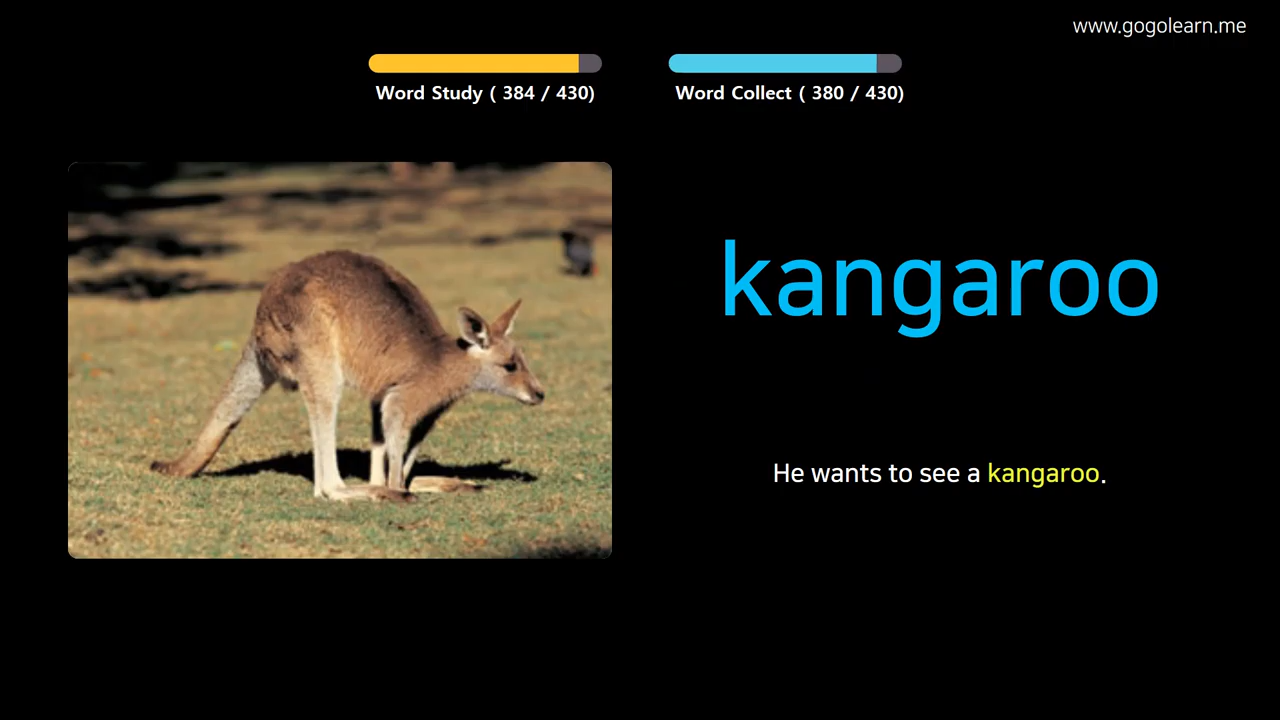 www.gogolearn.me
Word Study ( 384 / 430)
Word Collect ( 380 / 430)
kangaroo
He wants to see a kangaroo.